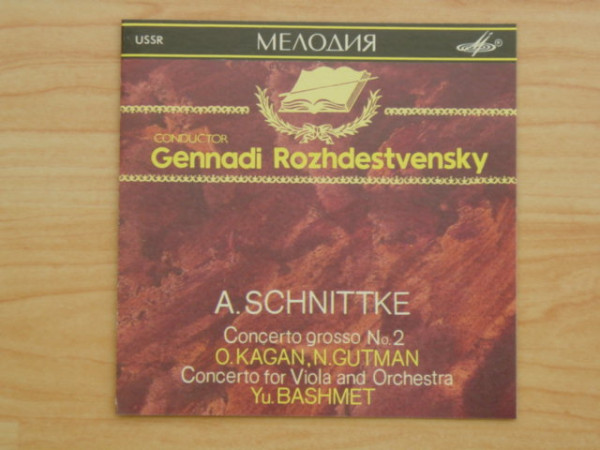 USSR МЕЛОДИЯ
CONDUCTOR
Gennadi Rozhdestvensky
A. SCHNITTKE
Concerto grosso No. 2
O. KAGAN, N. GUTMAN
Concerto for Viola and Orchestra
Yu. BASHMET